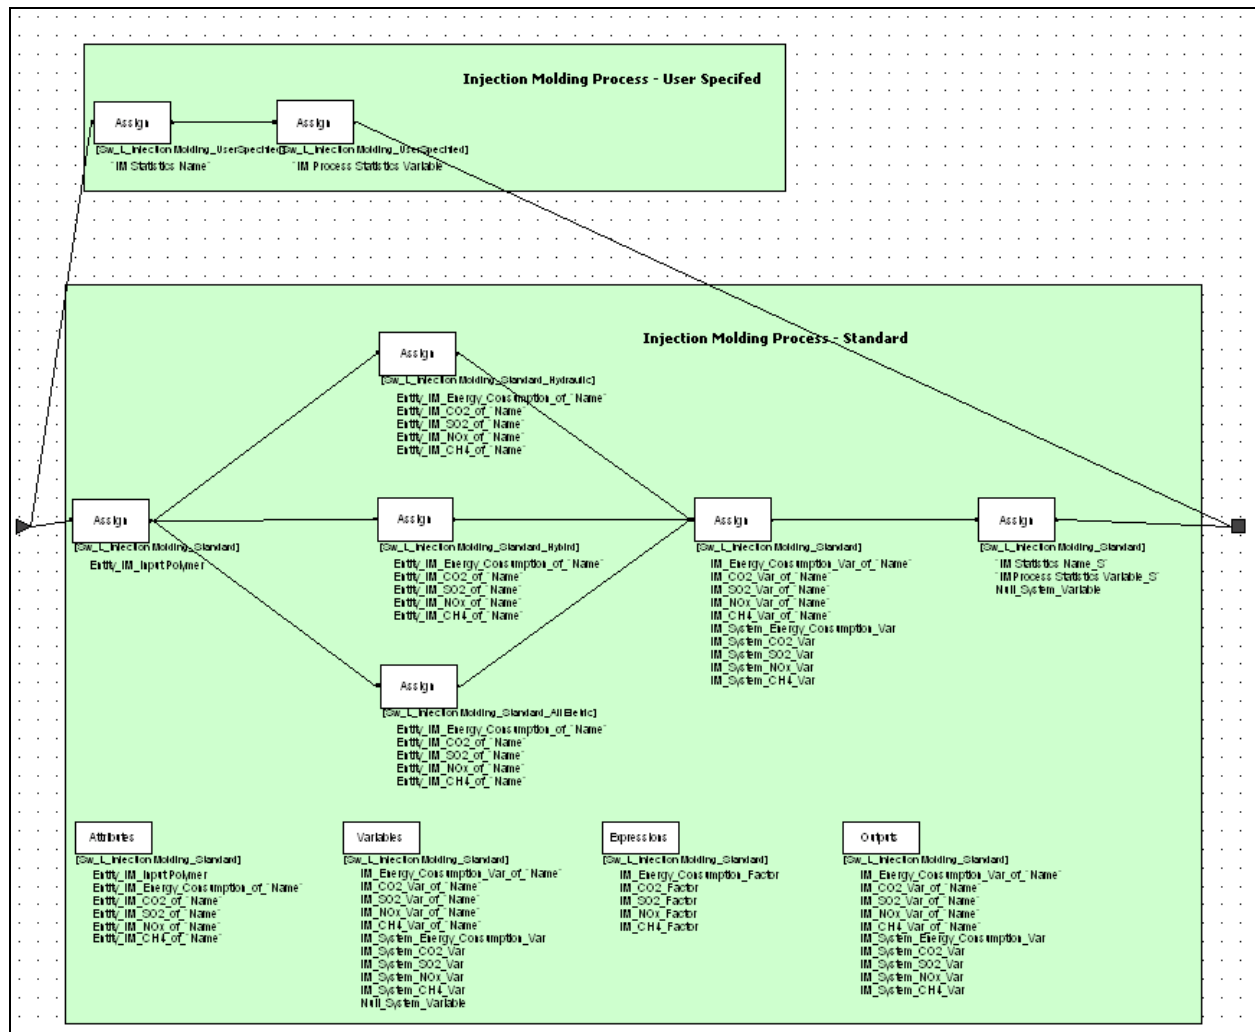 Injection Molding Process - User Specifed
Assign
[Sw_L_Injection Molding_UserSpecified]
`IM Statistics Name`
Assign
[Sw_L_Injection Molding_UserSpecified]
`IM Process Statistics Variable`
Injection Molding Process - Standard
Assign
[Sw_L_Injection Molding_Standard_Hydraulic]
Entity_IM_Energy_Consumption_of_`Name`
Entity_IM_CO2_of_`Name`
Entity_IM_SO2_of_`Name`
Entity_IM_NOx_of_`Name`
Entity_IM_CH4_of_`Name`
Assign
[Sw_L_Injection Molding_Standard]
Entity_IM_Input Polymer
Assign
[Sw_L_Injection Molding_Standard_Hybird]
Entity_IM_Energy_Consumption_of_`Name`
Entity_IM_CO2_of_`Name`
Entity_IM_SO2_of_`Name`
Entity_IM_NOx_of_`Name`
Entity_IM_CH4_of_`Name`
Assign
[Sw_L_Injection Molding_Standard]
IM_Energy_Consumption_Var_of_`Name`
IM_CO2_Var_of_`Name`
IM_SO2_Var_of_`Name`
IM_NOx_Var_of_`Name`
IM_CH4_Var_of_`Name`
IM_System_Energy_Consumption_Var
IM_System_CO2_Var
IM_System_SO2_Var
IM_System_NOx_Var
IM_System_CH4_Var
Assign
[Sw_L_Injection Molding_Standard]
`IM Statistics Name_S`
`IM Process Statistics Variable_S`
Null_System_Variable
Assign
[Sw_L_Injection Molding_Standard_All Eletric]
Entity_IM_Energy_Consumption_of_`Name`
Entity_IM_CO2_of_`Name`
Entity_IM_SO2_of_`Name`
Entity_IM_NOx_of_`Name`
Entity_IM_CH4_of_`Name`
Attributes
[Sw_L_Injection Molding_Standard]
Entity_IM_Input Polymer
Entity_IM_Energy_Consumption_of_`Name`
Entity_IM_CO2_of_`Name`
Entity_IM_SO2_of_`Name`
Entity_IM_NOx_of_`Name`
Entity_IM_CH4_of_`Name`
Variables
[Sw_L_Injection Molding_Standard]
IM_Energy_Consumption_Var_of_`Name`
IM_CO2_Var_of_`Name`
IM_SO2_Var_of_`Name`
IM_NOx_Var_of_`Name`
IM_CH4_Var_of_`Name`
IM_System_Energy_Consumption_Var
IM_System_CO2_Var
IM_System_SO2_Var
IM_System_NOx_Var
IM_System_CH4_Var
Null_System_Variable
Expressions
[Sw_L_Injection Molding_Standard]
IM_Energy_Consumption_Factor
IM_CO2_Factor
IM_SO2_Factor
IM_NOx_Factor
IM_CH4_Factor
Outputs
[Sw_L_Injection Molding_Standard]
IM_Energy_Consumption_Var_of_`Name`
IM_CO2_Var_of_`Name`
IM_SO2_Var_of_`Name`
IM_NOx_Var_of_`Name`
IM_CH4_Var_of_`Name`
IM_System_Energy_Consumption_Var
IM_System_CO2_Var
IM_System_SO2_Var
IM_System_NOx_Var
IM_System_CH4_Var